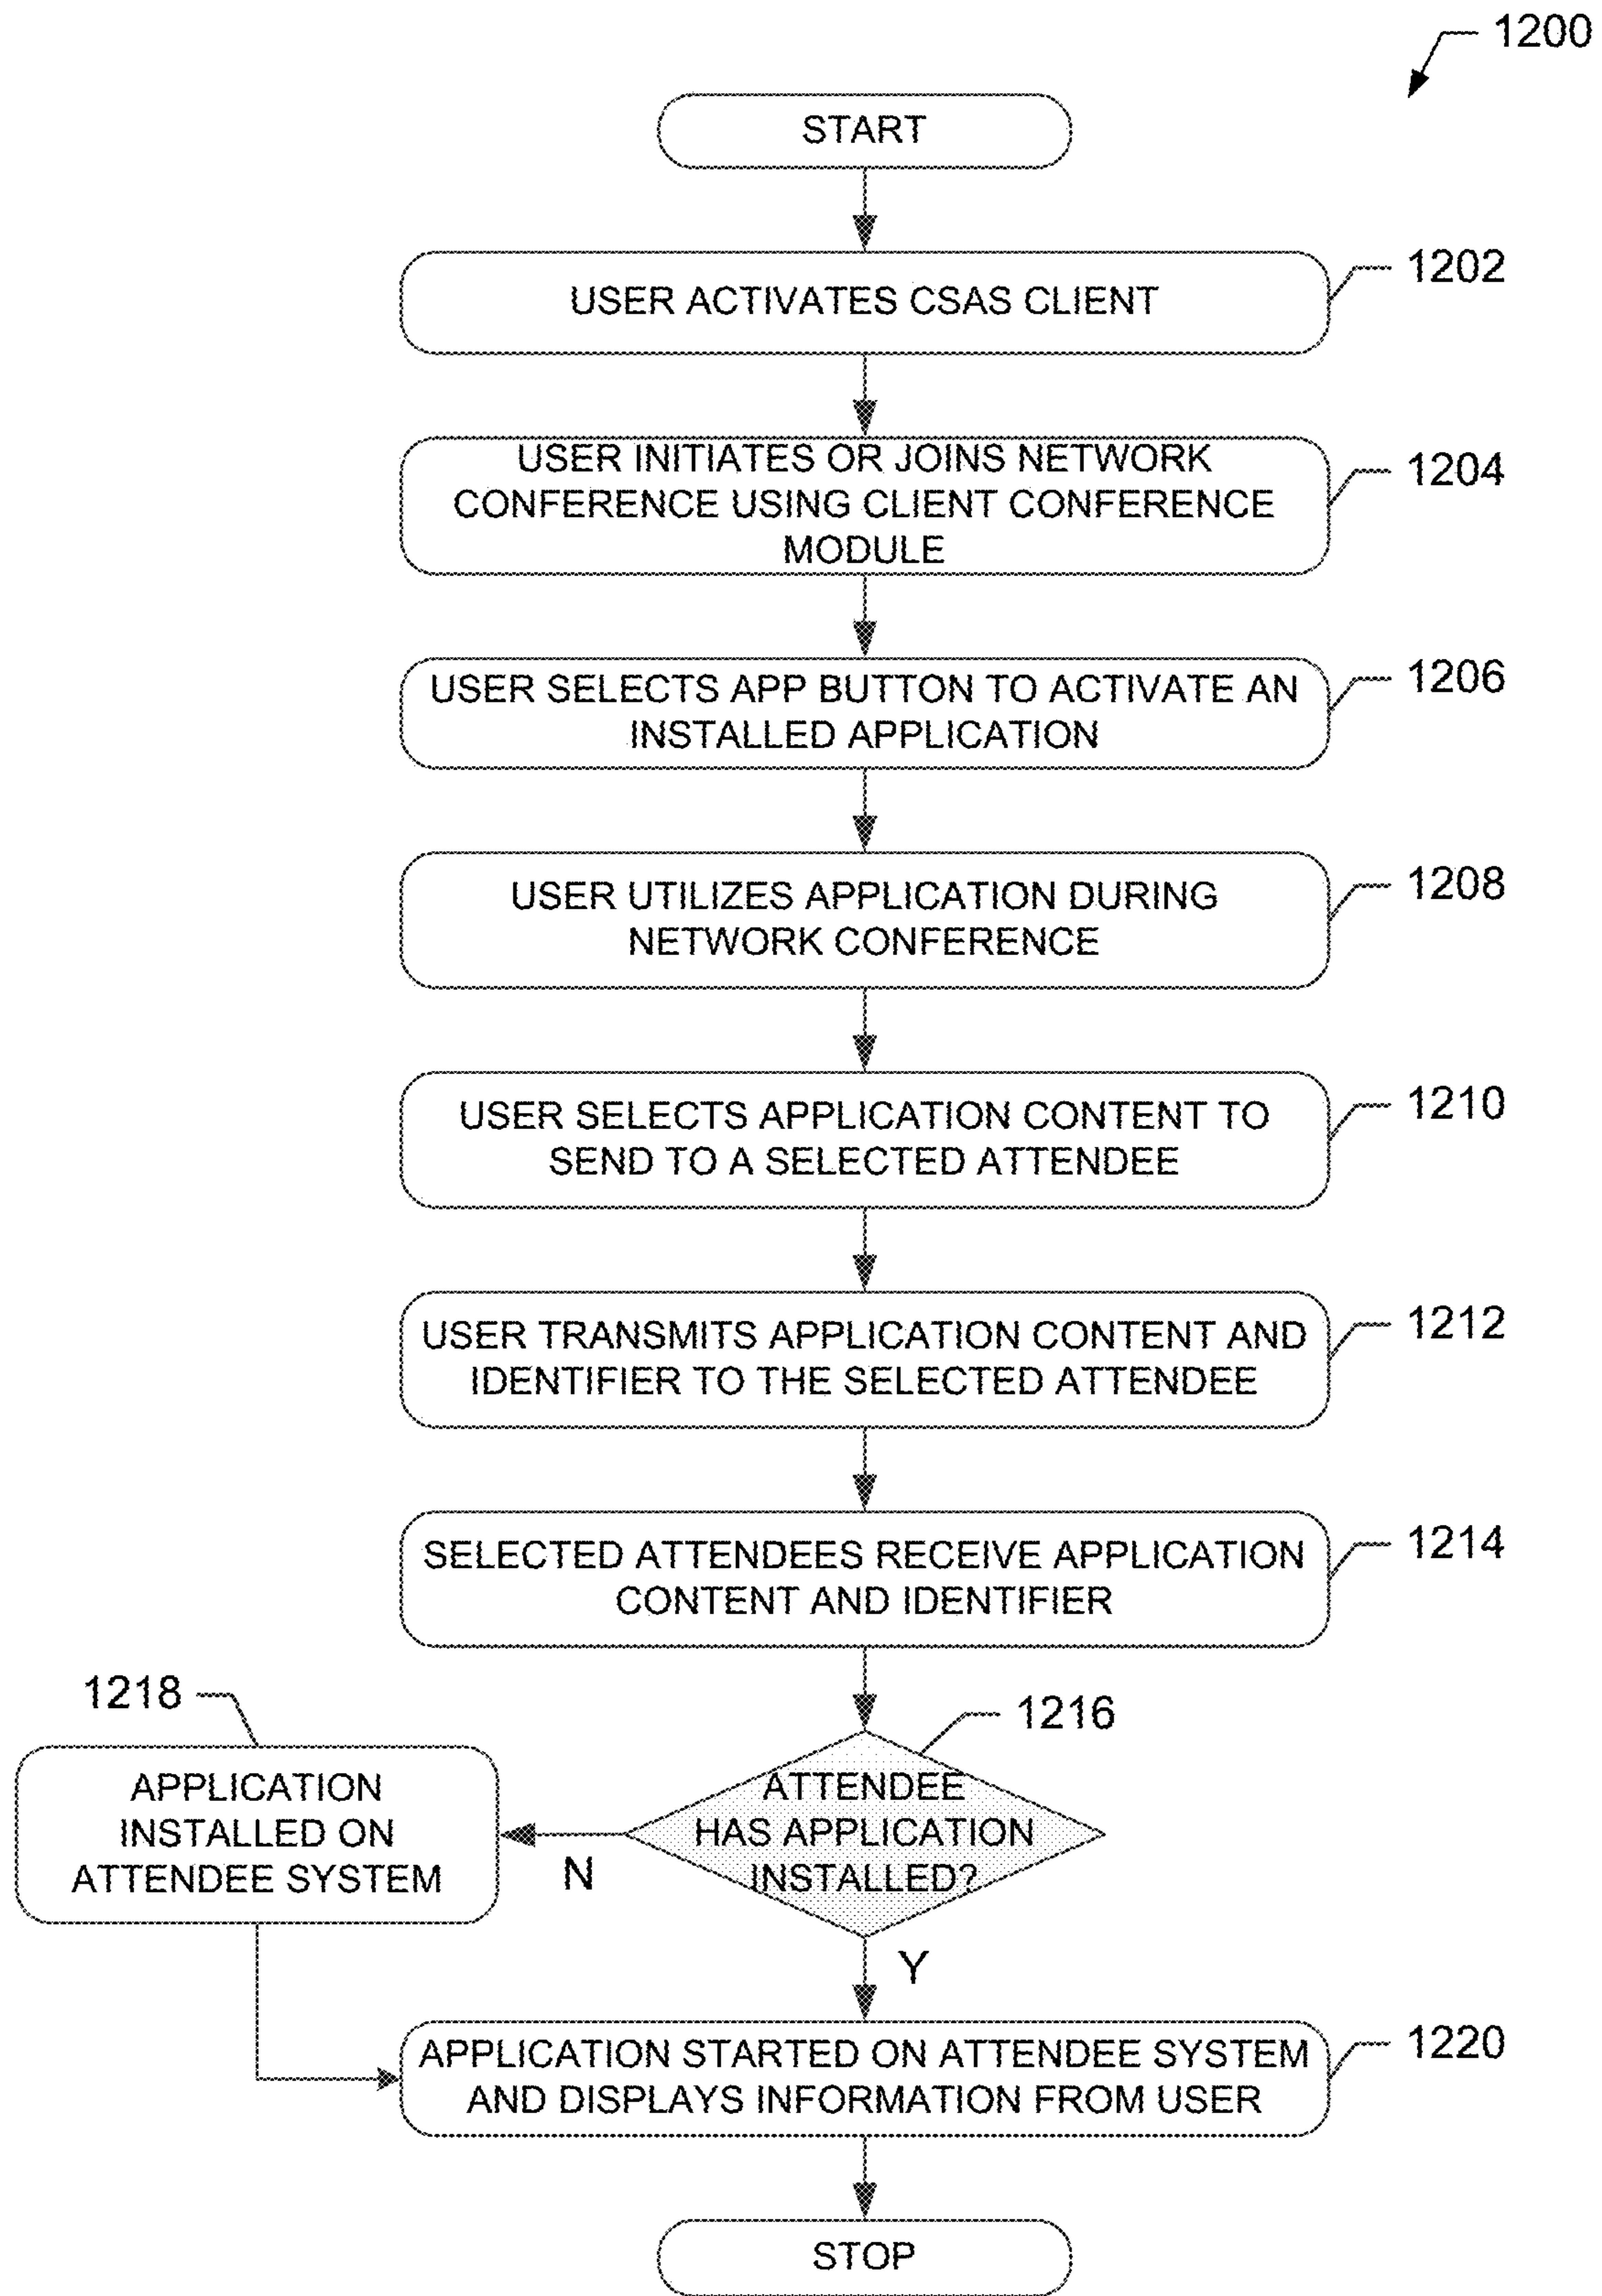 1200
START
USER ACTIVATES CSAS CLIENT
1202
USER INITIATES OR JOINS NETWORK
CONFERENCE USING CLIENT CONFERENCE
MODULE
1204
USER SELECTS APP BUTTON TO ACTIVATE AN
INSTALLED APPLICATION
1206
USER UTILIZES APPLICATION DURING
NETWORK CONFERENCE
1208
USER SELECTS APPLICATION CONTENT TO
SEND TO A SELECTED ATTENDEE
1210
USER TRANSMITS APPLICATION CONTENT AND
IDENTIFIER TO THE SELECTED ATTENDEE
1212
SELECTED ATTENDEES RECEIVE APPLICATION
CONTENT AND IDENTIFIER
1214
1216
ATTENDEE
HAS APPLICATION
INSTALLED?
N
1218
APPLICATION
INSTALLED ON
ATTENDEE SYSTEM
Y
APPLICATION STARTED ON ATTENDEE SYSTEM
AND DISPLAYS INFORMATION FROM USER
1220
STOP